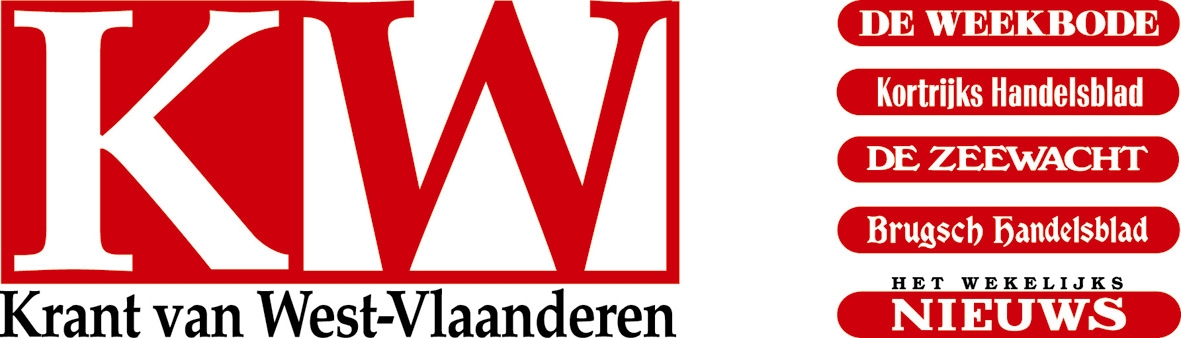 KW
Krant van West-Vlaanderen
DE WEEKBODE
Kortrijks Handelsblad
DE ZEEWACHT
Brugsch Handelsblad
HET WEKELIJKS
NIEUWS